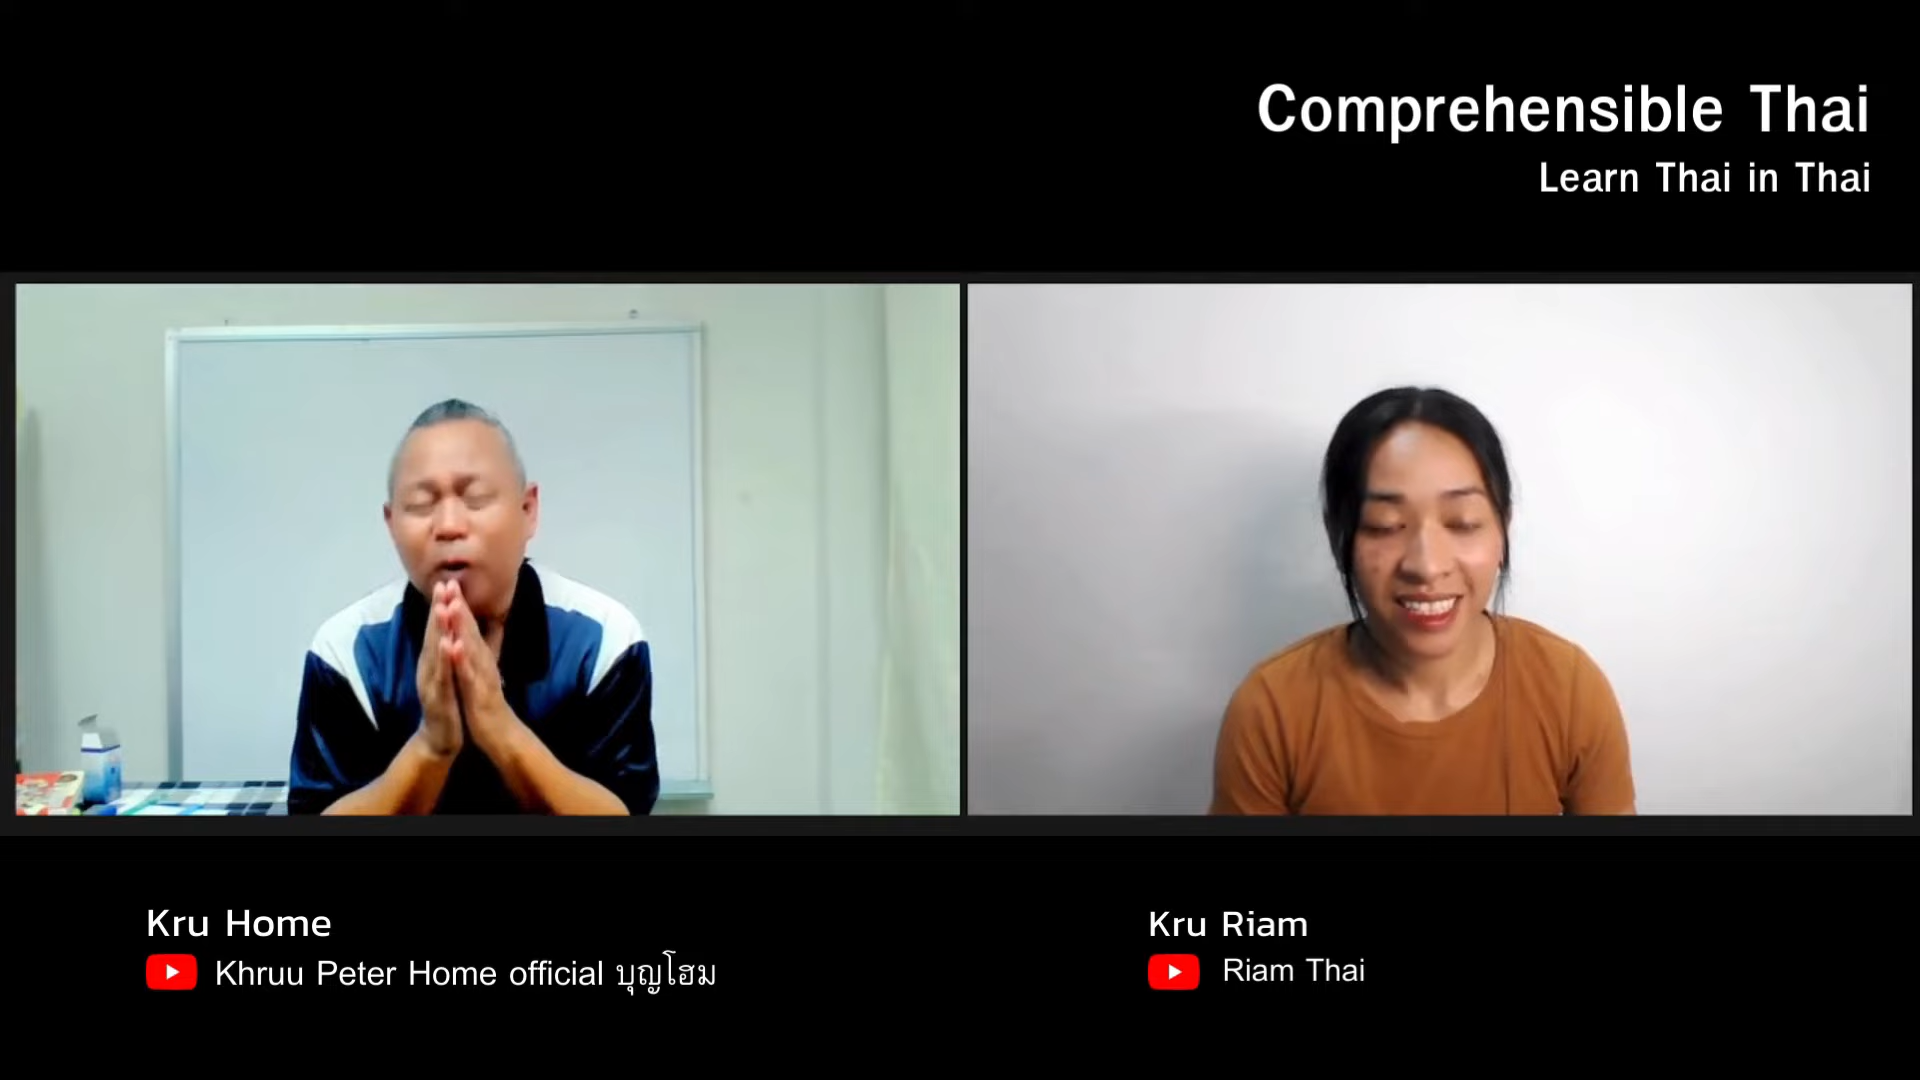 Comprehensible Thai
Learn Thai in Thai
Kru Home
Khruu Peter Home official บุญโฮม
Kru Riam
Riam Thai